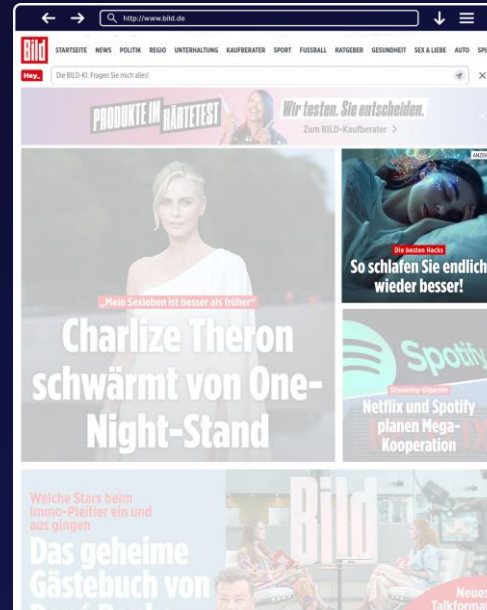 http://www.bild.de
Bild
STARTSEITE NEWS POLITIK REGIO UNTERHALTUNG KAUFBERATER SPORT FUSSBALL RATGEBER GESUNDHEIT SEX & LIEBE AUTO SPI
Hey_
Die BILD-KI. Fragen Sie mich alles!
PRODUKTE IM HÄRTETEST
Wir testen. Sie entscheiden.
Zum BILD-Kaufberater >
„Mein Sexleben ist besser als früher“
Charlize Theron
schwärmt von One-
Night-Stand
ANZEI
Die besten Hacks
So schlafen Sie endlich
wieder besser!
Spotify
Streaming-Giganten
Netflix und Spotify
planen Mega-
Kooperation
Welche Stars beim
Immo-Pleitier ein und
aus gingen
Das geheime
Gästebuch von
Bild
Neues
Talkforma